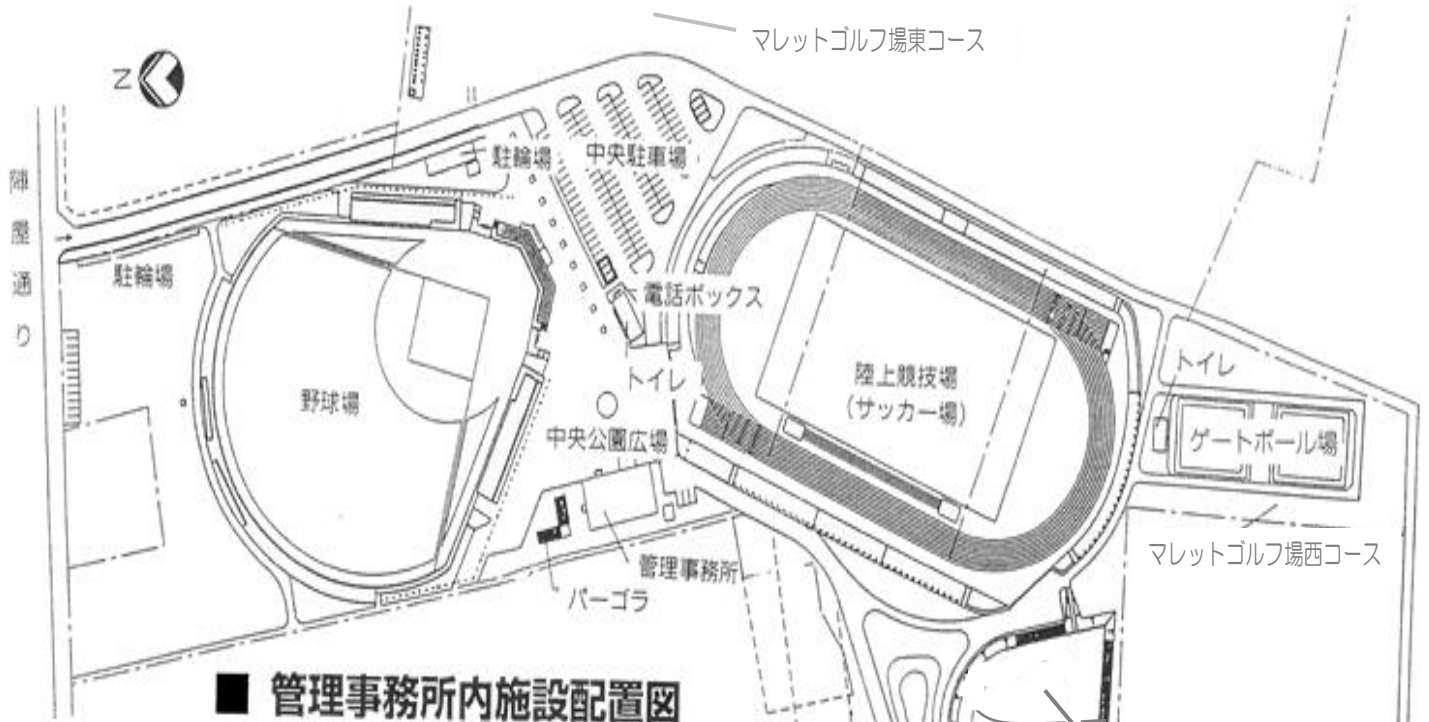 マレットゴルフ場東コース
N
駐輪場
中央駐車場
陣屋通り
駐輪場
電話ボックス
トイレ
野球場
陸上競技場
(サッカー場)
トイレ
中央公園広場
ゲートボール場
マレットゴルフ場西コース
管理事務所
パーゴラ
■ 管理事務所内施設配置図